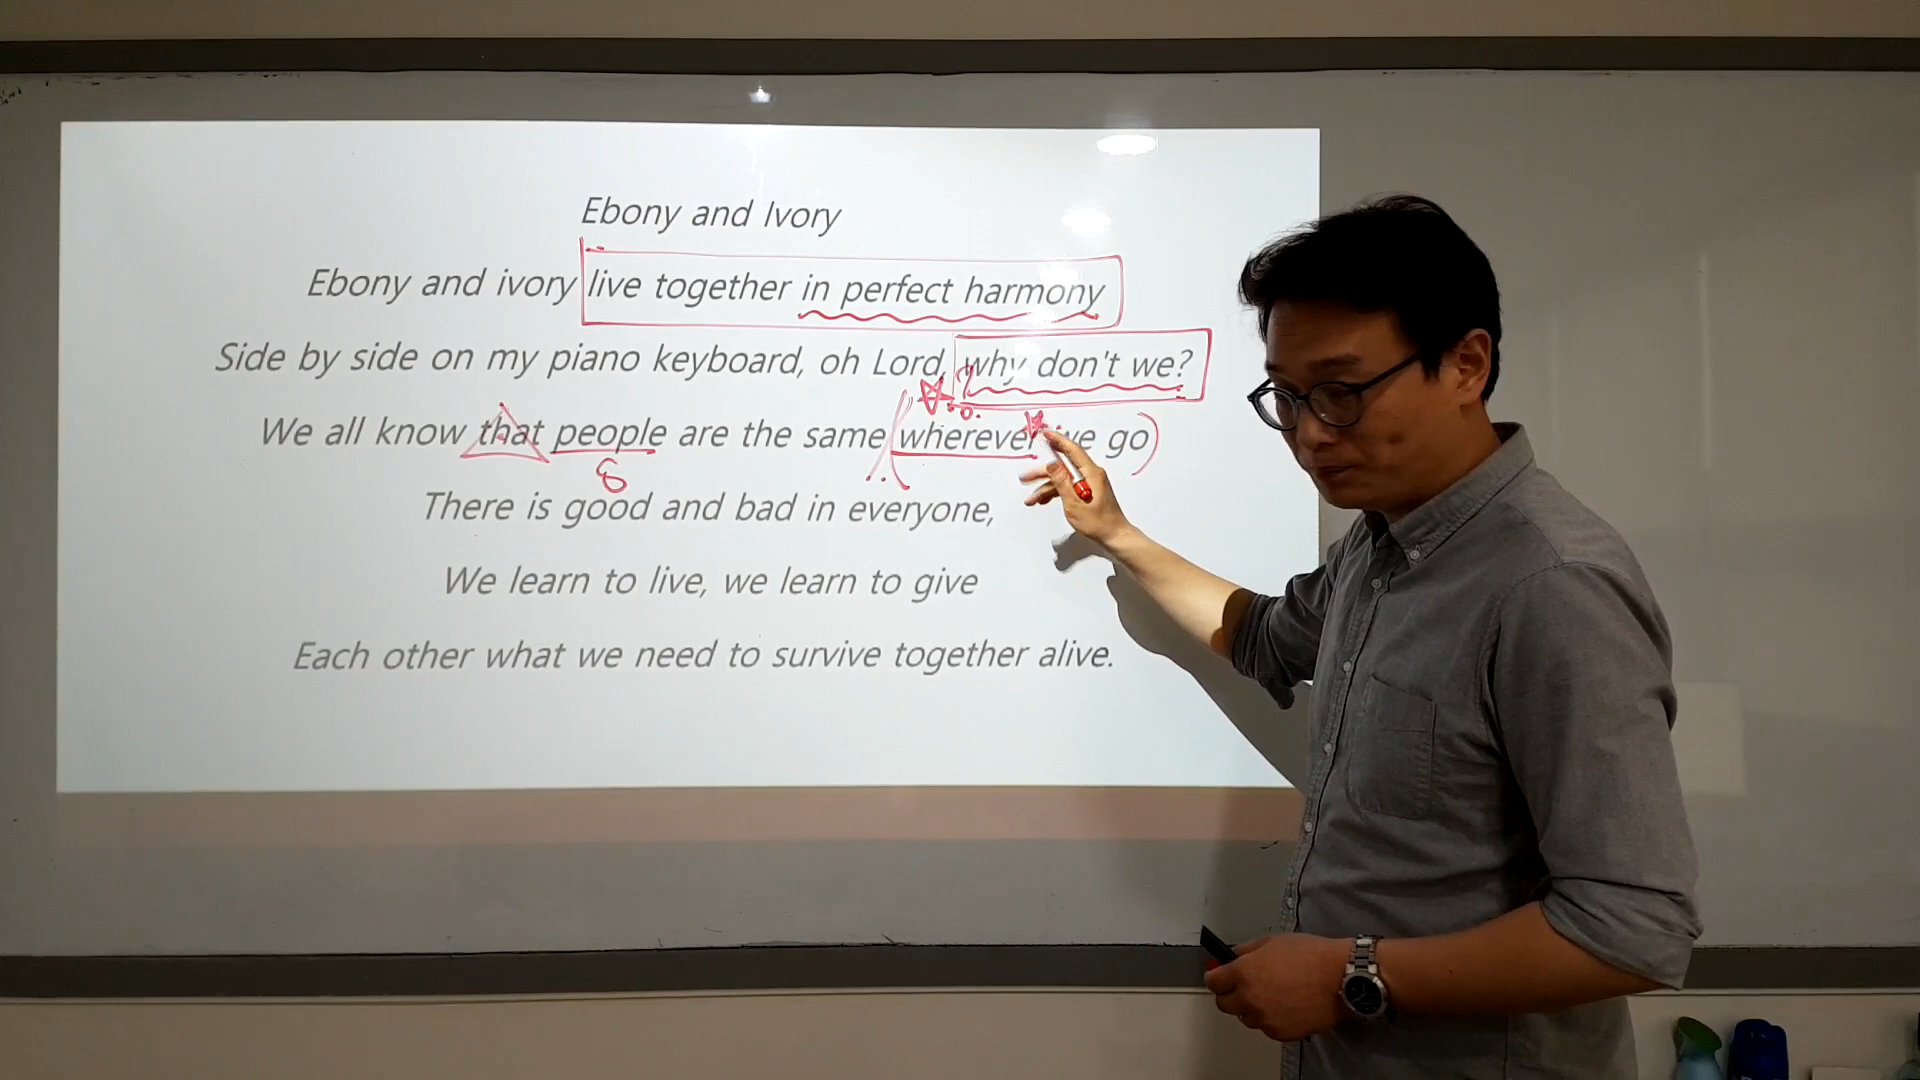 Ebony and Ivory
Ebony and ivory live together in perfect harmony
Side by side on my piano keyboard, oh Lord, why don't we?
We all know that people are the same wherever we go
There is good and bad in everyone,
We learn to live, we learn to give
Each other what we need to survive together alive.